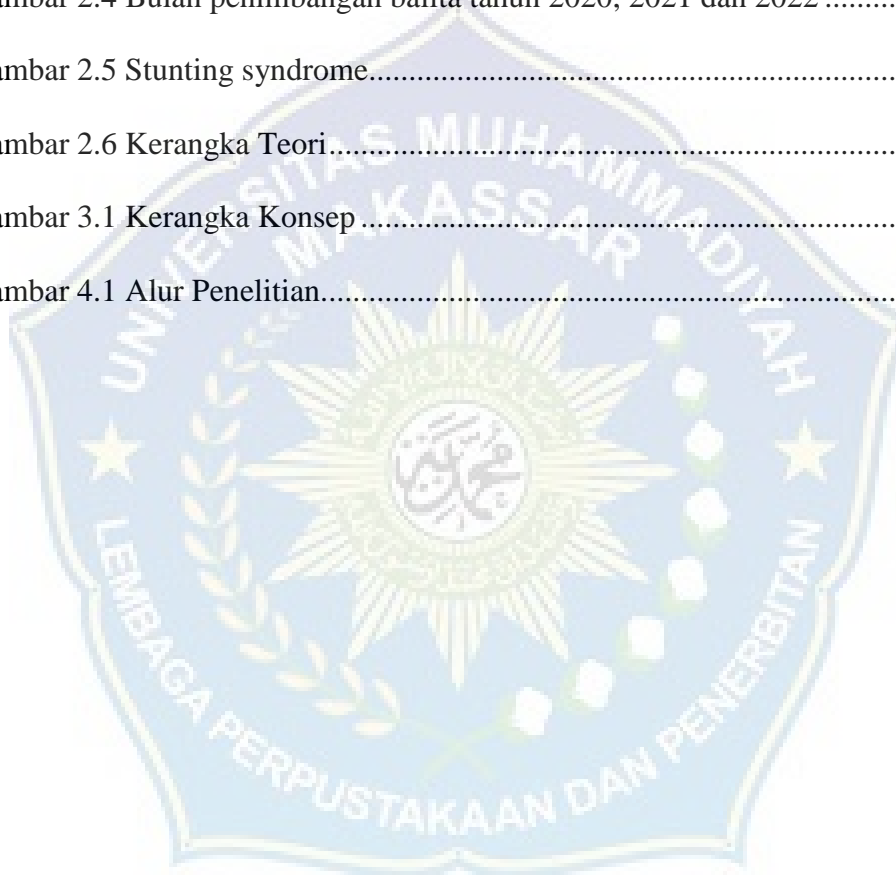 ambar 2.4 Bulan penimbangan balita tahun 2020, 2021 dan 2022 ..........
ambar 2.5 Stunting syndrome....................................................................
ambar 2.6 Kerangka Teori.........................................................................
ambar 3.1 Kerangka Konsep .....................................................................
ambar 4.1 Alur Penelitian..........................................................................
UNIVERSITAS MUHAMMADIYAH
MAKASSAR
LEMBAGA PERPUSTAKAAN DAN PENERBITAN